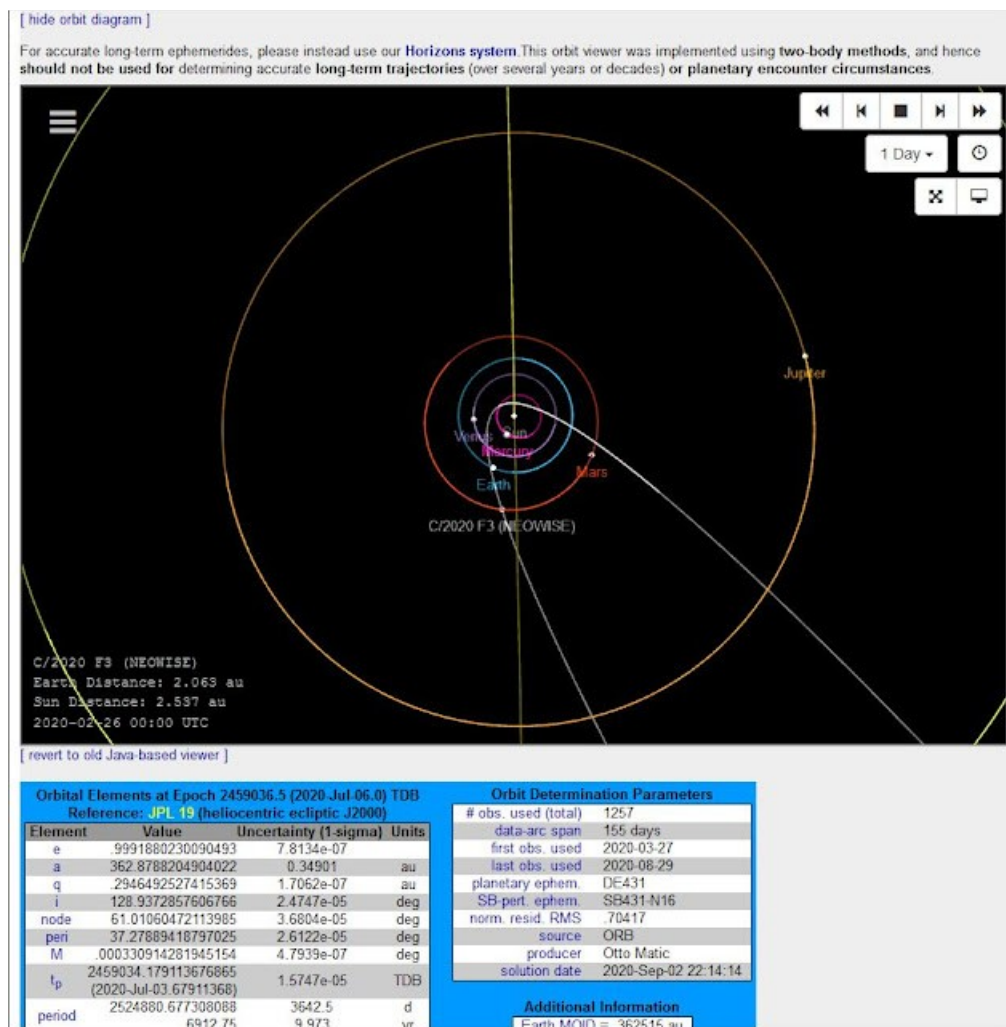 [ hide orbit diagram ]
For accurate long-term ephemerides, please instead use our Horizons system.This orbit viewer was implemented using two-body methods, and hence
should not be used for determining accurate long-term trajectories (over several years or decades) or planetary encounter circumstances.
1 Day
Jupiter
Sun
Venus
Mercury
Mars
Earth
C/2020 F3 (NEOWISE)
C/2020 F3 (NEOWISE)
Earth Distance: 2.063 au
Sun Distance: 2.537 au
2020-02-26 00:00 UTC
[ revert to old Java-based viewer ]
Orbital Elements at Epoch 2459036.5 (2020-Jul-06.0) TDB
Reference: JPL 19 (heliocentric ecliptic J2000)
Element Value Uncertainty (1-sigma) Units
e .9991880230090493 7.8134e-07
a 362.8788204904022 0.34901 au
q .2946492527415369 1.7062e-07 au
i 128.9372857606766 2.4747e-05 deg
node 61.01060472113985 3.6804e-05 deg
peri 37.27889418797025 2.6122e-05 deg
M .000330914281945154 4.7939e-07 deg
tp 2459034.179113676865 1.5747e-05 TDB
(2020-Jul-03.67911368)
period 2524880.677308088 3642.5 d
6912.75 9.973 yr
Orbit Determination Parameters
# obs. used (total) 1257
data-arc span 155 days
first obs. used 2020-03-27
last obs. used 2020-08-29
planetary ephem. DE431
SB-pert. ephem. SB431-N16
norm. resid. RMS .70417
source ORB
producer Otto Matic
solution date 2020-Sep-02 22:14:14
Additional Information
Earth MOID = .362515 au